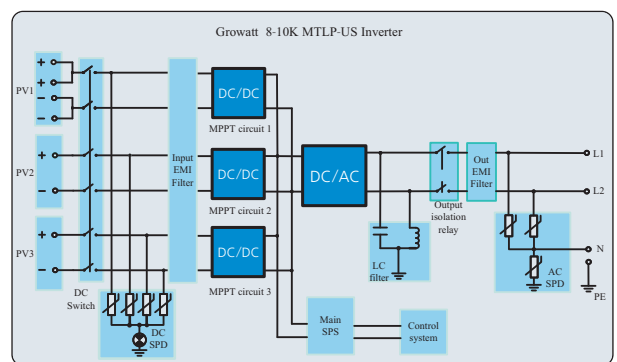 Growatt 8-10K MTLP-US Inverter
PV1
+
+
−
−
PV2
+
−
PV3
+
−
DC
Switch
Input
EMI
Filter
DC/DC
MPPT circuit 1
DC/DC
MPPT circuit 2
DC/DC
MPPT circuit 3
DC/AC
LC
filter
Output
isolation
relay
Out
EMI
Filter
L1
L2
N
PE
AC
SPD
DC
SPD
Main
SPS
Control
system